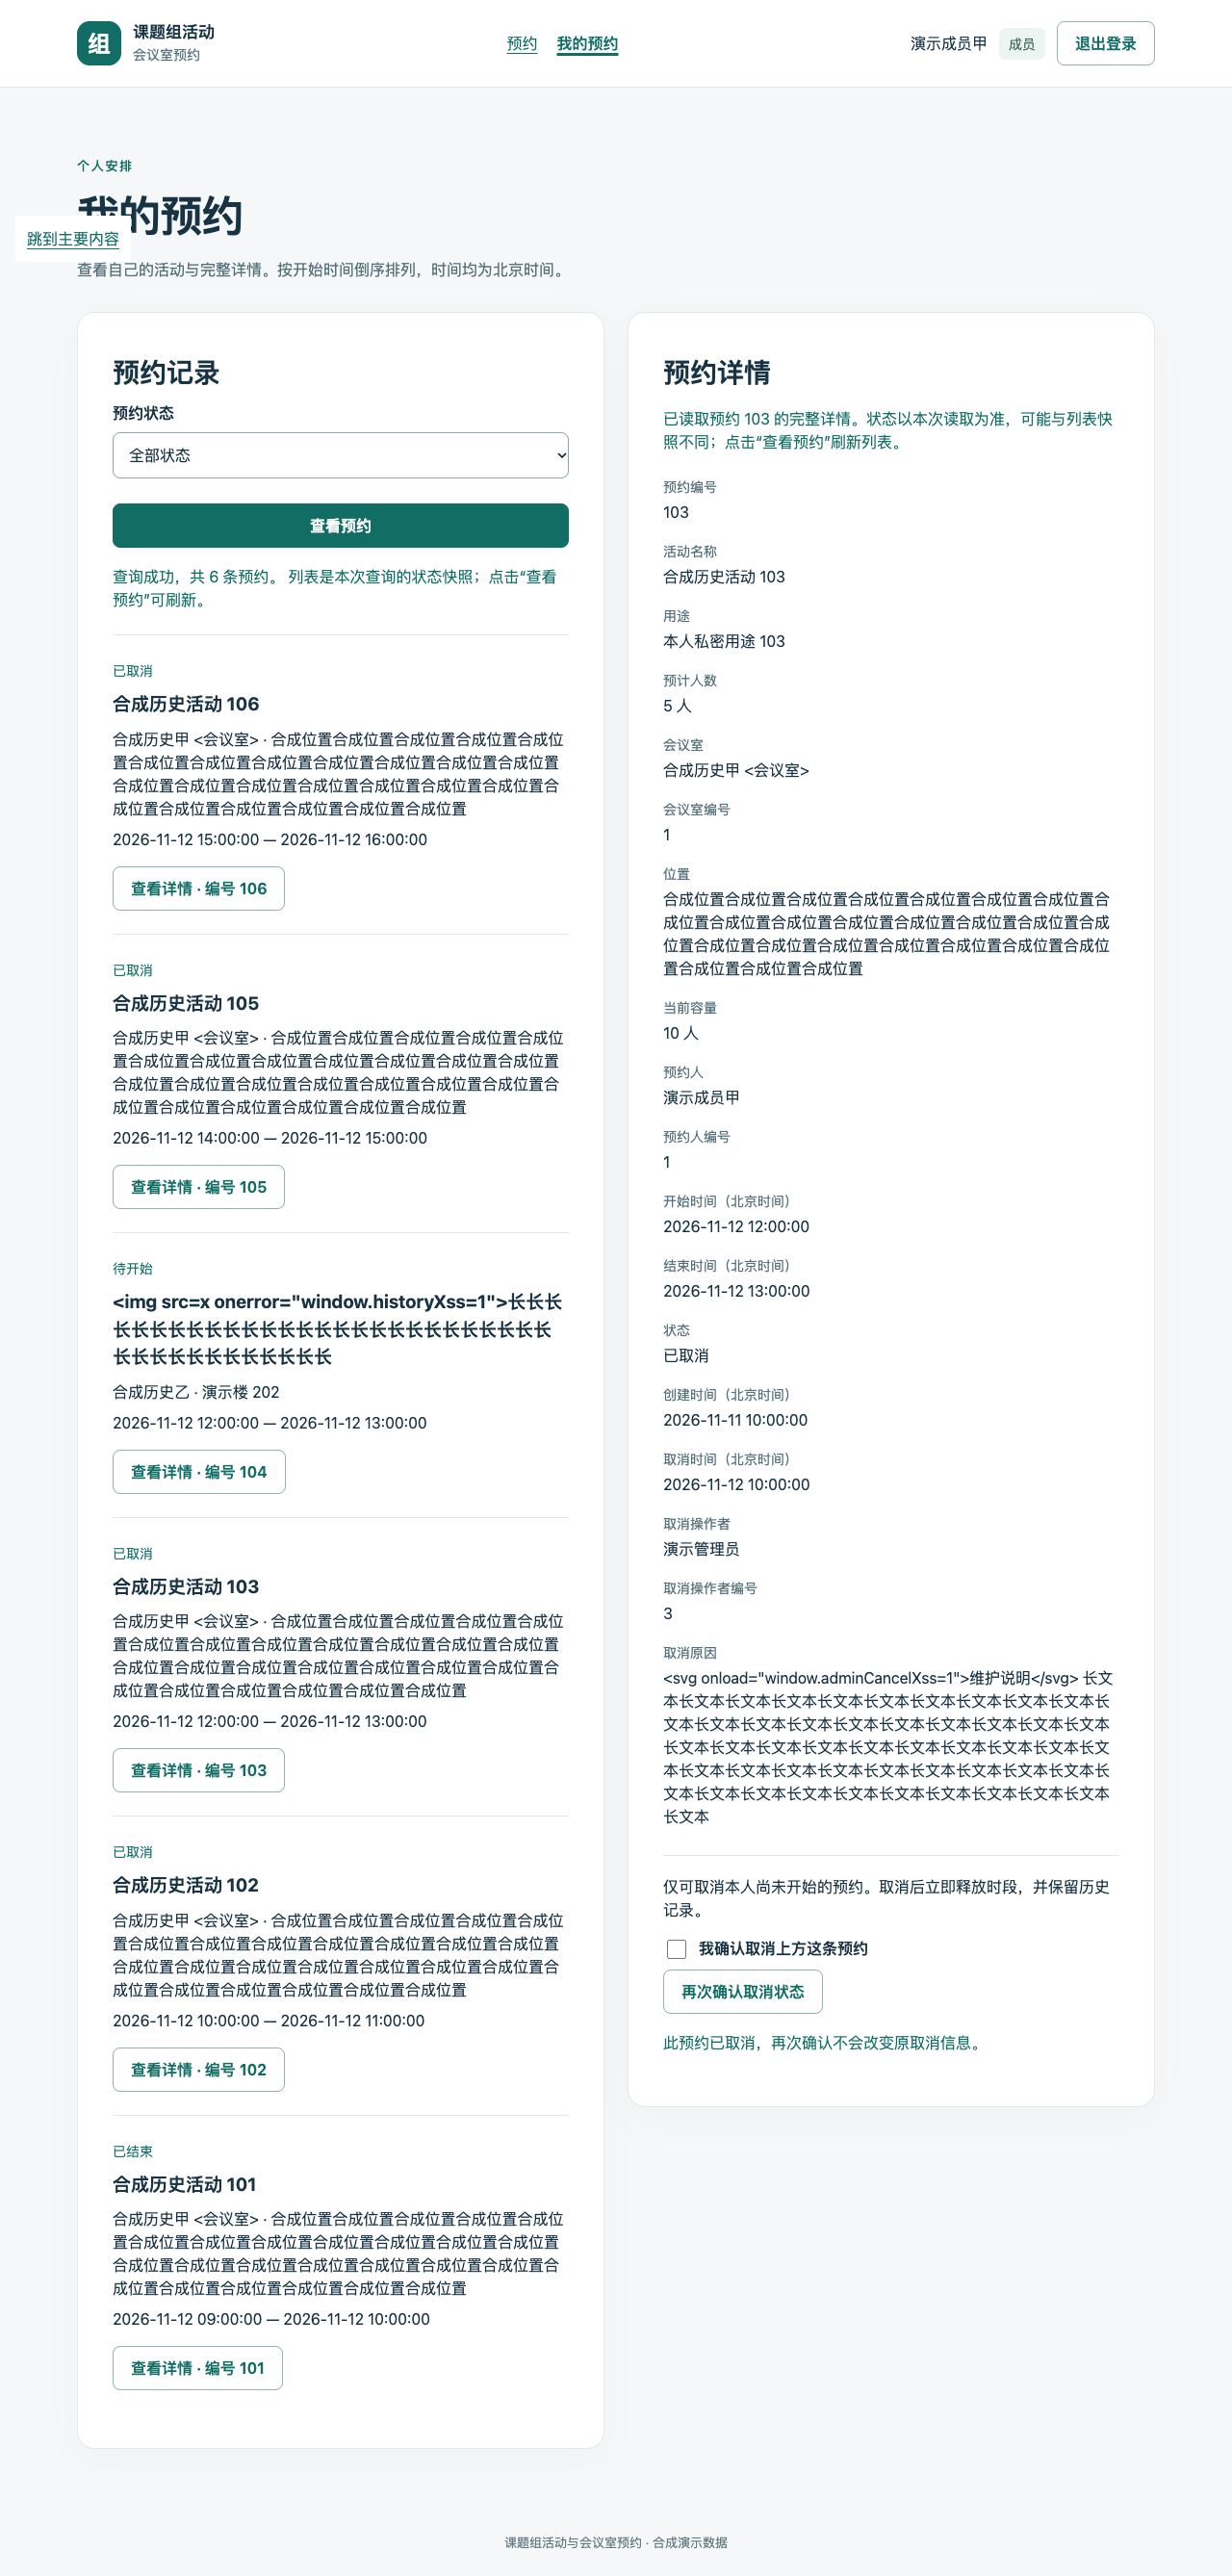 组
课题组活动
会议室预约
预约
我的预约
演示成员甲
成员
退出登录
个人安排
我的预约
跳到主要内容
查看自己的活动与完整详情。按开始时间倒序排列，时间均为北京时间。
预约记录
预约状态
全部状态
查看预约
查询成功，共 6 条预约。 列表是本次查询的状态快照；点击“查看
预约”可刷新。
已取消
合成历史活动 106
合成历史甲 <会议室> · 合成位置合成位置合成位置合成位置合成位
置合成位置合成位置合成位置合成位置合成位置合成位置合成位置
合成位置合成位置合成位置合成位置合成位置合成位置合成位置合
成位置合成位置合成位置合成位置合成位置合成位置
2026-11-12 15:00:00 — 2026-11-12 16:00:00
查看详情 · 编号 106
已取消
合成历史活动 105
合成历史甲 <会议室> · 合成位置合成位置合成位置合成位置合成位
置合成位置合成位置合成位置合成位置合成位置合成位置合成位置
合成位置合成位置合成位置合成位置合成位置合成位置合成位置合
成位置合成位置合成位置合成位置合成位置合成位置
2026-11-12 14:00:00 — 2026-11-12 15:00:00
查看详情 · 编号 105
待开始
<img src=x onerror="window.historyXss=1">长长长
长长长长长长长长长长长长长长长长长长长长长长长长
长长长长长长长长长长长长
合成历史乙 · 演示楼 202
2026-11-12 12:00:00 — 2026-11-12 13:00:00
查看详情 · 编号 104
已取消
合成历史活动 103
合成历史甲 <会议室> · 合成位置合成位置合成位置合成位置合成位
置合成位置合成位置合成位置合成位置合成位置合成位置合成位置
合成位置合成位置合成位置合成位置合成位置合成位置合成位置合
成位置合成位置合成位置合成位置合成位置合成位置
2026-11-12 12:00:00 — 2026-11-12 13:00:00
查看详情 · 编号 103
已取消
合成历史活动 102
合成历史甲 <会议室> · 合成位置合成位置合成位置合成位置合成位
置合成位置合成位置合成位置合成位置合成位置合成位置合成位置
合成位置合成位置合成位置合成位置合成位置合成位置合成位置合
成位置合成位置合成位置合成位置合成位置合成位置
2026-11-12 10:00:00 — 2026-11-12 11:00:00
查看详情 · 编号 102
已结束
合成历史活动 101
合成历史甲 <会议室> · 合成位置合成位置合成位置合成位置合成位
置合成位置合成位置合成位置合成位置合成位置合成位置合成位置
合成位置合成位置合成位置合成位置合成位置合成位置合成位置合
成位置合成位置合成位置合成位置合成位置合成位置
2026-11-12 09:00:00 — 2026-11-12 10:00:00
查看详情 · 编号 101
预约详情
已读取预约 103 的完整详情。状态以本次读取为准，可能与列表快
照不同；点击“查看预约”刷新列表。
预约编号
103
活动名称
合成历史活动 103
用途
本人私密用途 103
预计人数
5 人
会议室
合成历史甲 <会议室>
会议室编号
1
位置
合成位置合成位置合成位置合成位置合成位置合成位置合成位置合
成位置合成位置合成位置合成位置合成位置合成位置合成位置合成
位置合成位置合成位置合成位置合成位置合成位置合成位置合成位
置合成位置合成位置合成位置
当前容量
10 人
预约人
演示成员甲
预约人编号
1
开始时间（北京时间）
2026-11-12 12:00:00
结束时间（北京时间）
2026-11-12 13:00:00
状态
已取消
创建时间（北京时间）
2026-11-11 10:00:00
取消时间（北京时间）
2026-11-12 10:00:00
取消操作者
演示管理员
取消操作者编号
3
取消原因
<svg onload="window.adminCancelXss=1">维护说明</svg> 长文
本长文本长文本长文本长文本长文本长文本长文本长文本长文本长
文本长文本长文本长文本长文本长文本长文本长文本长文本长文本
长文本长文本长文本长文本长文本长文本长文本长文本长文本长文
本长文本长文本长文本长文本长文本长文本长文本长文本长文本长
文本长文本长文本长文本长文本长文本长文本长文本长文本长文本
长文本
仅可取消本人尚未开始的预约。取消后立即释放时段，并保留历史
记录。
我确认取消上方这条预约
再次确认取消状态
此预约已取消，再次确认不会改变原取消信息。
课题组活动与会议室预约 · 合成演示数据